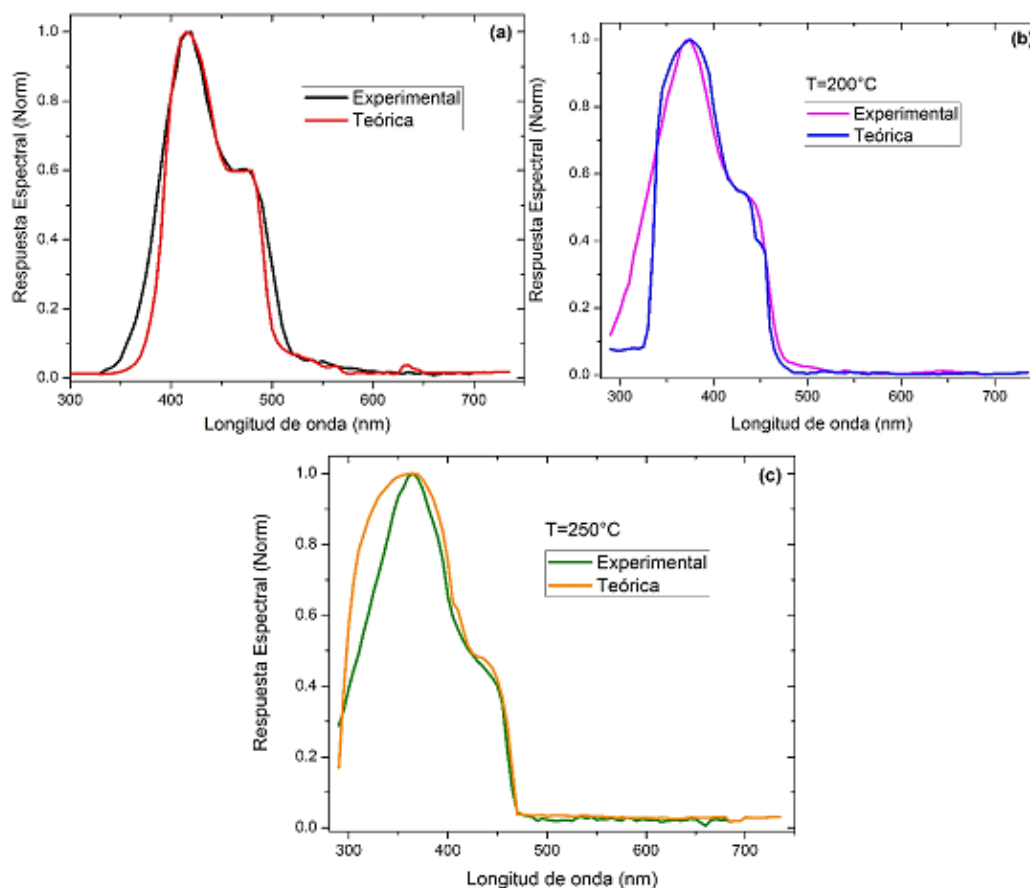 (a)
Respuesta Espectral (Norm)
1.0
0.8
0.6
0.4
0.2
0.0
Experimental
Teórica
300
400
500
600
700
Longitud de onda (nm)
(b)
Respuesta Espectral (Norm)
1.0
0.8
0.6
0.4
0.2
0.0
T=200°C
Experimental
Teórica
300
400
500
600
700
Longitud de onda (nm)
(c)
Respuesta Espectral (Norm)
1.0
0.8
0.6
0.4
0.2
0.0
T=250°C
Experimental
Teórica
300
400
500
600
700
Longitud de onda (nm)